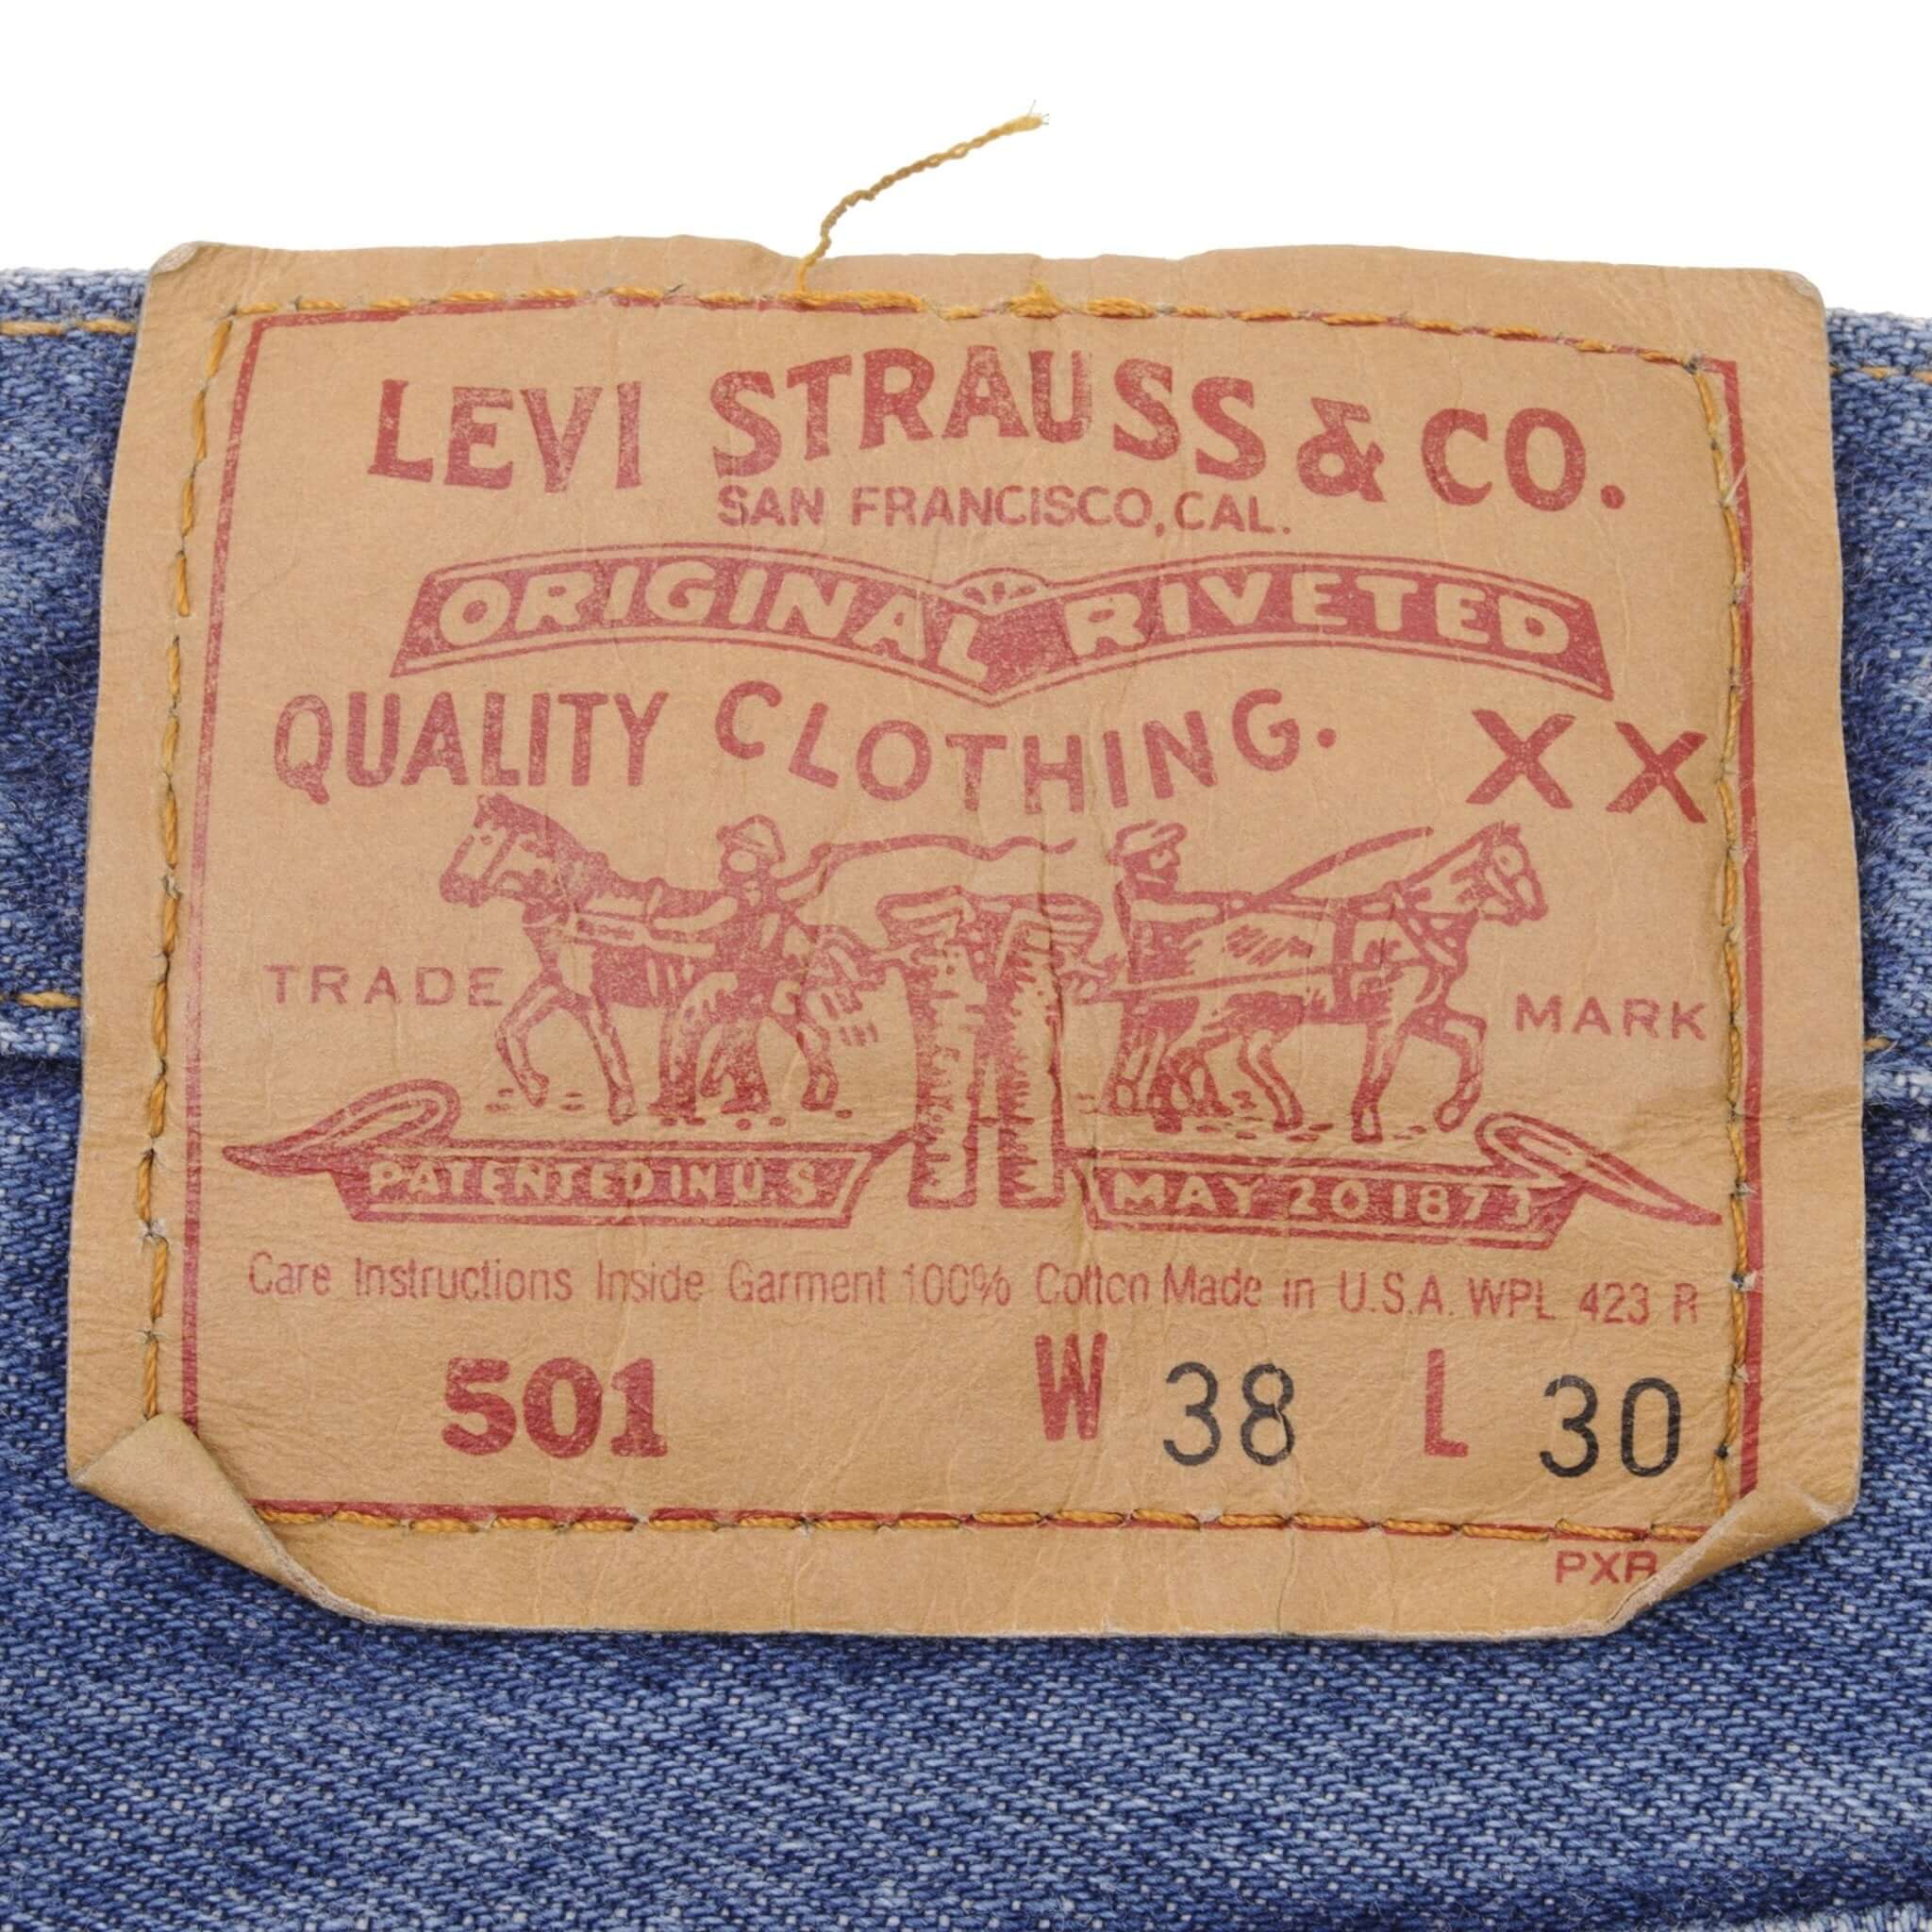 LEVI STRAUSS & CO.
SAN FRANCISCO, CAL.
ORIGINAL RIVETED
QUALITY CLOTHING. XX
TRADE MARK
PATENTED IN U.S. MAY 20 1873
Care Instructions Inside Garment 100% Cotton Made in U.S.A. WPL 423 R
501 W 38 L 30
PXR